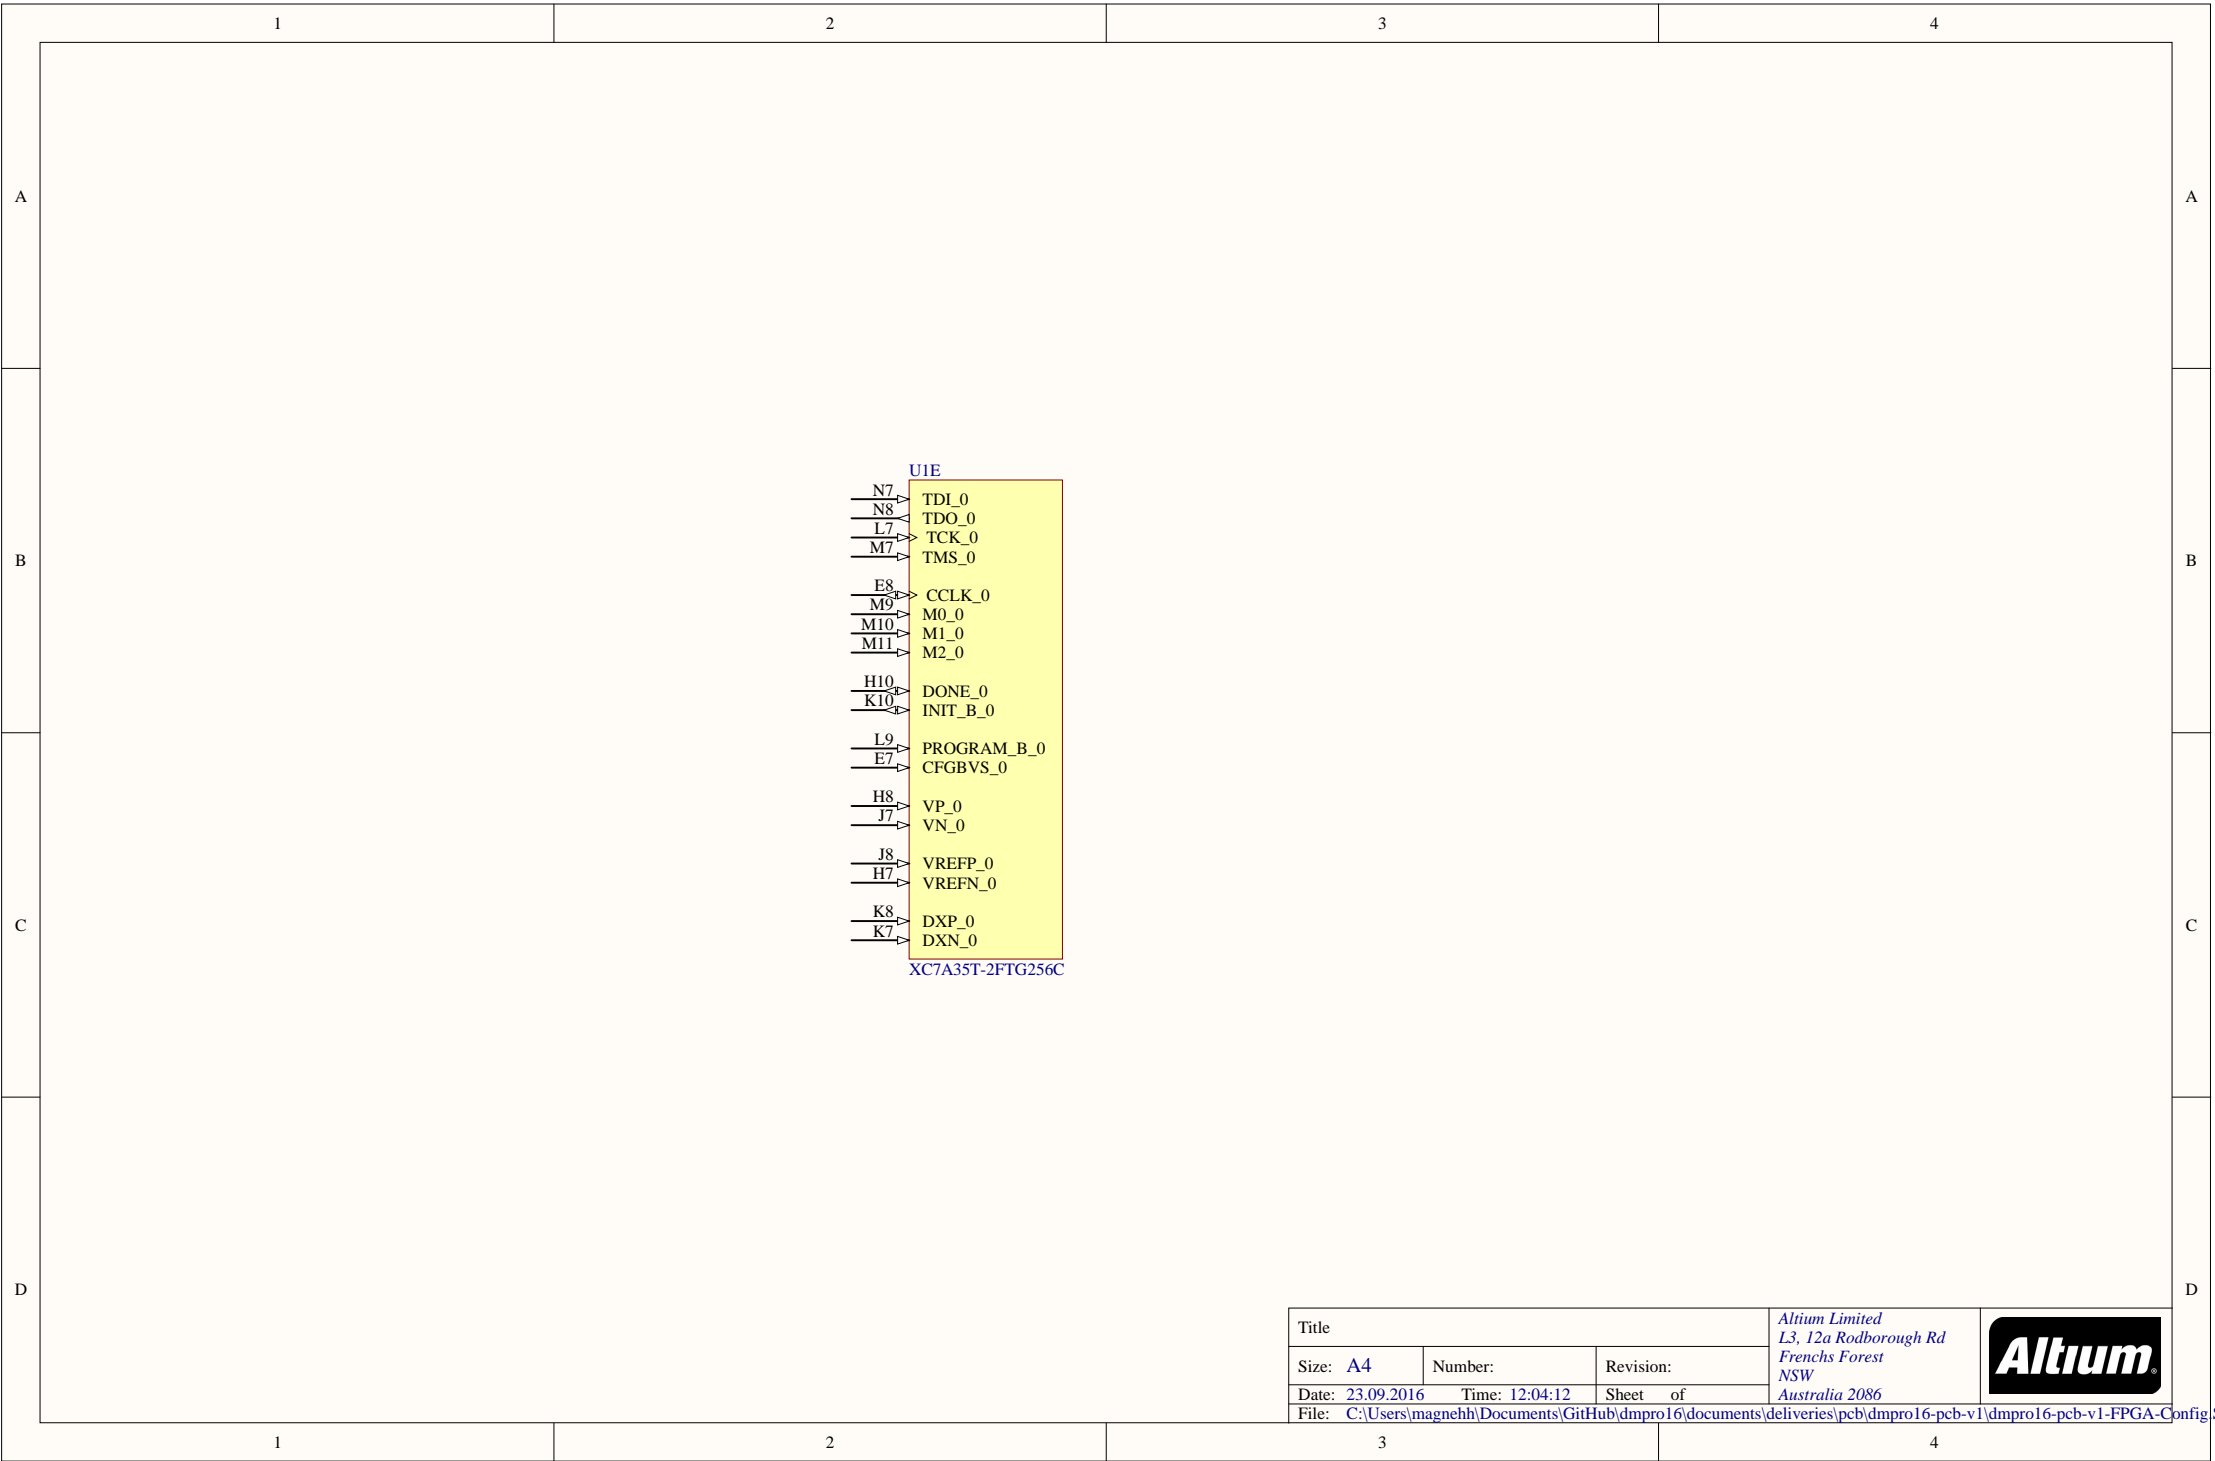 1 2 3 4
A A
B B
C C
D D
U1E
N7 TDI_0
N8 TDO_0
L7 TCK_0
M7 TMS_0
E8 CCLK_0
M9 M0_0
M10 M1_0
M11 M2_0
H10 DONE_0
K10 INIT_B_0
L9 PROGRAM_B_0
E7 CFGBVS_0
H8 VP_0
J7 VN_0
J8 VREFP_0
H7 VREFN_0
K8 DXP_0
K7 DXN_0
XC7A35T-2FTG256C
Title
Size: A4 Number: Revision:
Date: 23.09.2016 Time: 12:04:12 Sheet of
File: C:\Users\magnehh\Documents\GitHub\dmpro16\documents\deliveries\pcb\dmpro16-pcb-v1\dmpro16-pcb-v1-FPGA-Config.
Altium Limited
L3, 12a Rodborough Rd
Frenchs Forest
NSW
Australia 2086
Altium
1 2 3 4